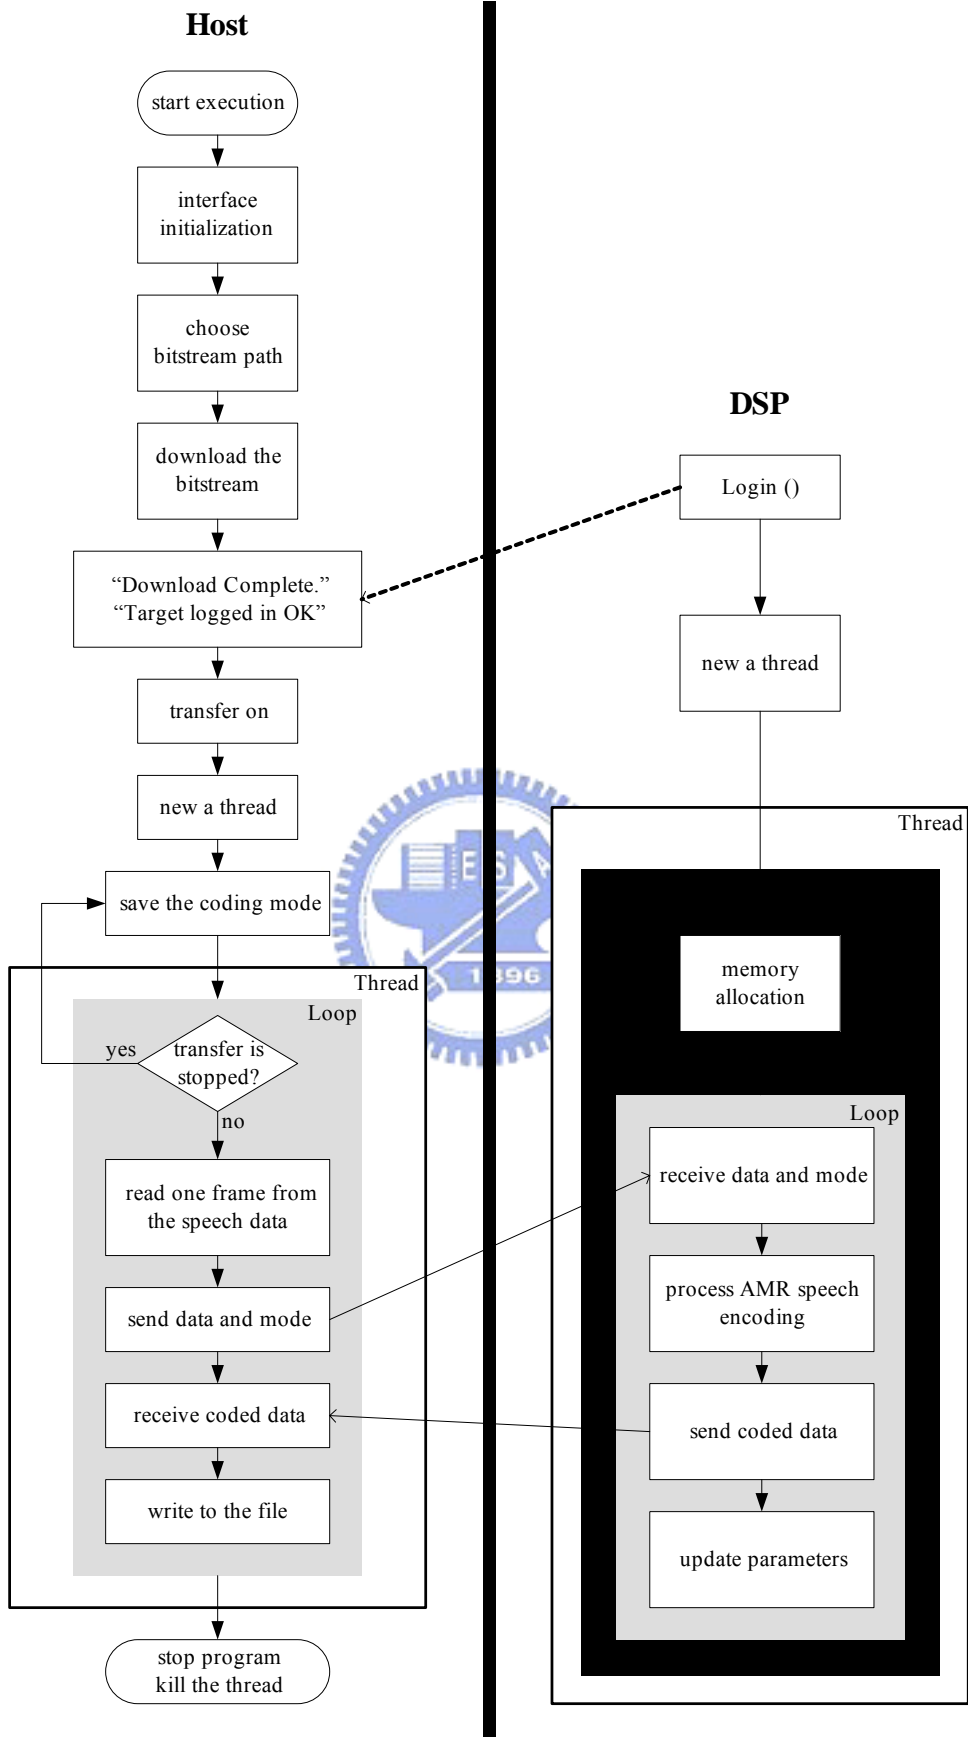 Host
start execution
interface
initialization
choose
bitstream path
download the
bitstream
“Download Complete.”
“Target logged in OK”
transfer on
new a thread
save the coding mode
Thread
Loop
yes
transfer is
stopped?
no
read one frame from
the speech data
send data and mode
receive coded data
write to the file
stop program
kill the thread
DSP
Login ()
new a thread
Thread
memory
allocation
Loop
receive data and mode
process AMR speech
encoding
send coded data
update parameters
E S A
1896